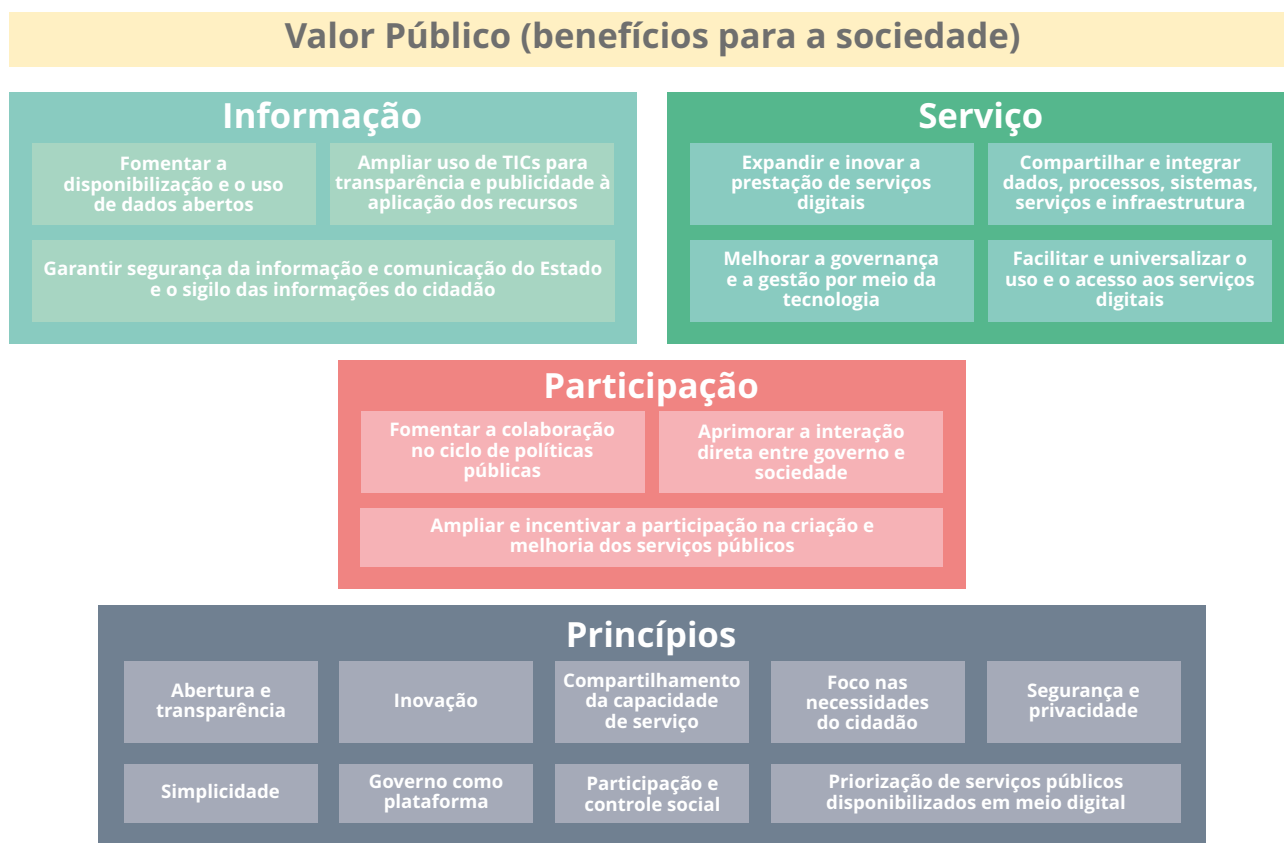 Valor Público (benefícios para a sociedade)
Informação
Fomentar a
disponibilização e o uso
de dados abertos
Ampliar uso de TICs para
transparência e publicidade à
aplicação dos recursos
Garantir segurança da informação e comunicação do Estado
e o sigilo das informações do cidadão
Serviço
Expandir e inovar a
prestação de serviços
digitais
Compartilhar e integrar
dados, processos, sistemas,
serviços e infraestrutura
Melhorar a governança
e a gestão por meio da
tecnologia
Facilitar e universalizar o
uso e o acesso aos serviços
digitais
Participação
Fomentar a colaboração
no ciclo de políticas
públicas
Aprimorar a interação
direta entre governo e
sociedade
Ampliar e incentivar a participação na criação e
melhoria dos serviços públicos
Princípios
Abertura e
transparência
Inovação
Compartilhamento
da capacidade
de serviço
Foco nas
necessidades
do cidadão
Segurança e
privacidade
Simplicidade
Governo como
plataforma
Participação e
controle social
Priorização de serviços públicos
disponibilizados em meio digital